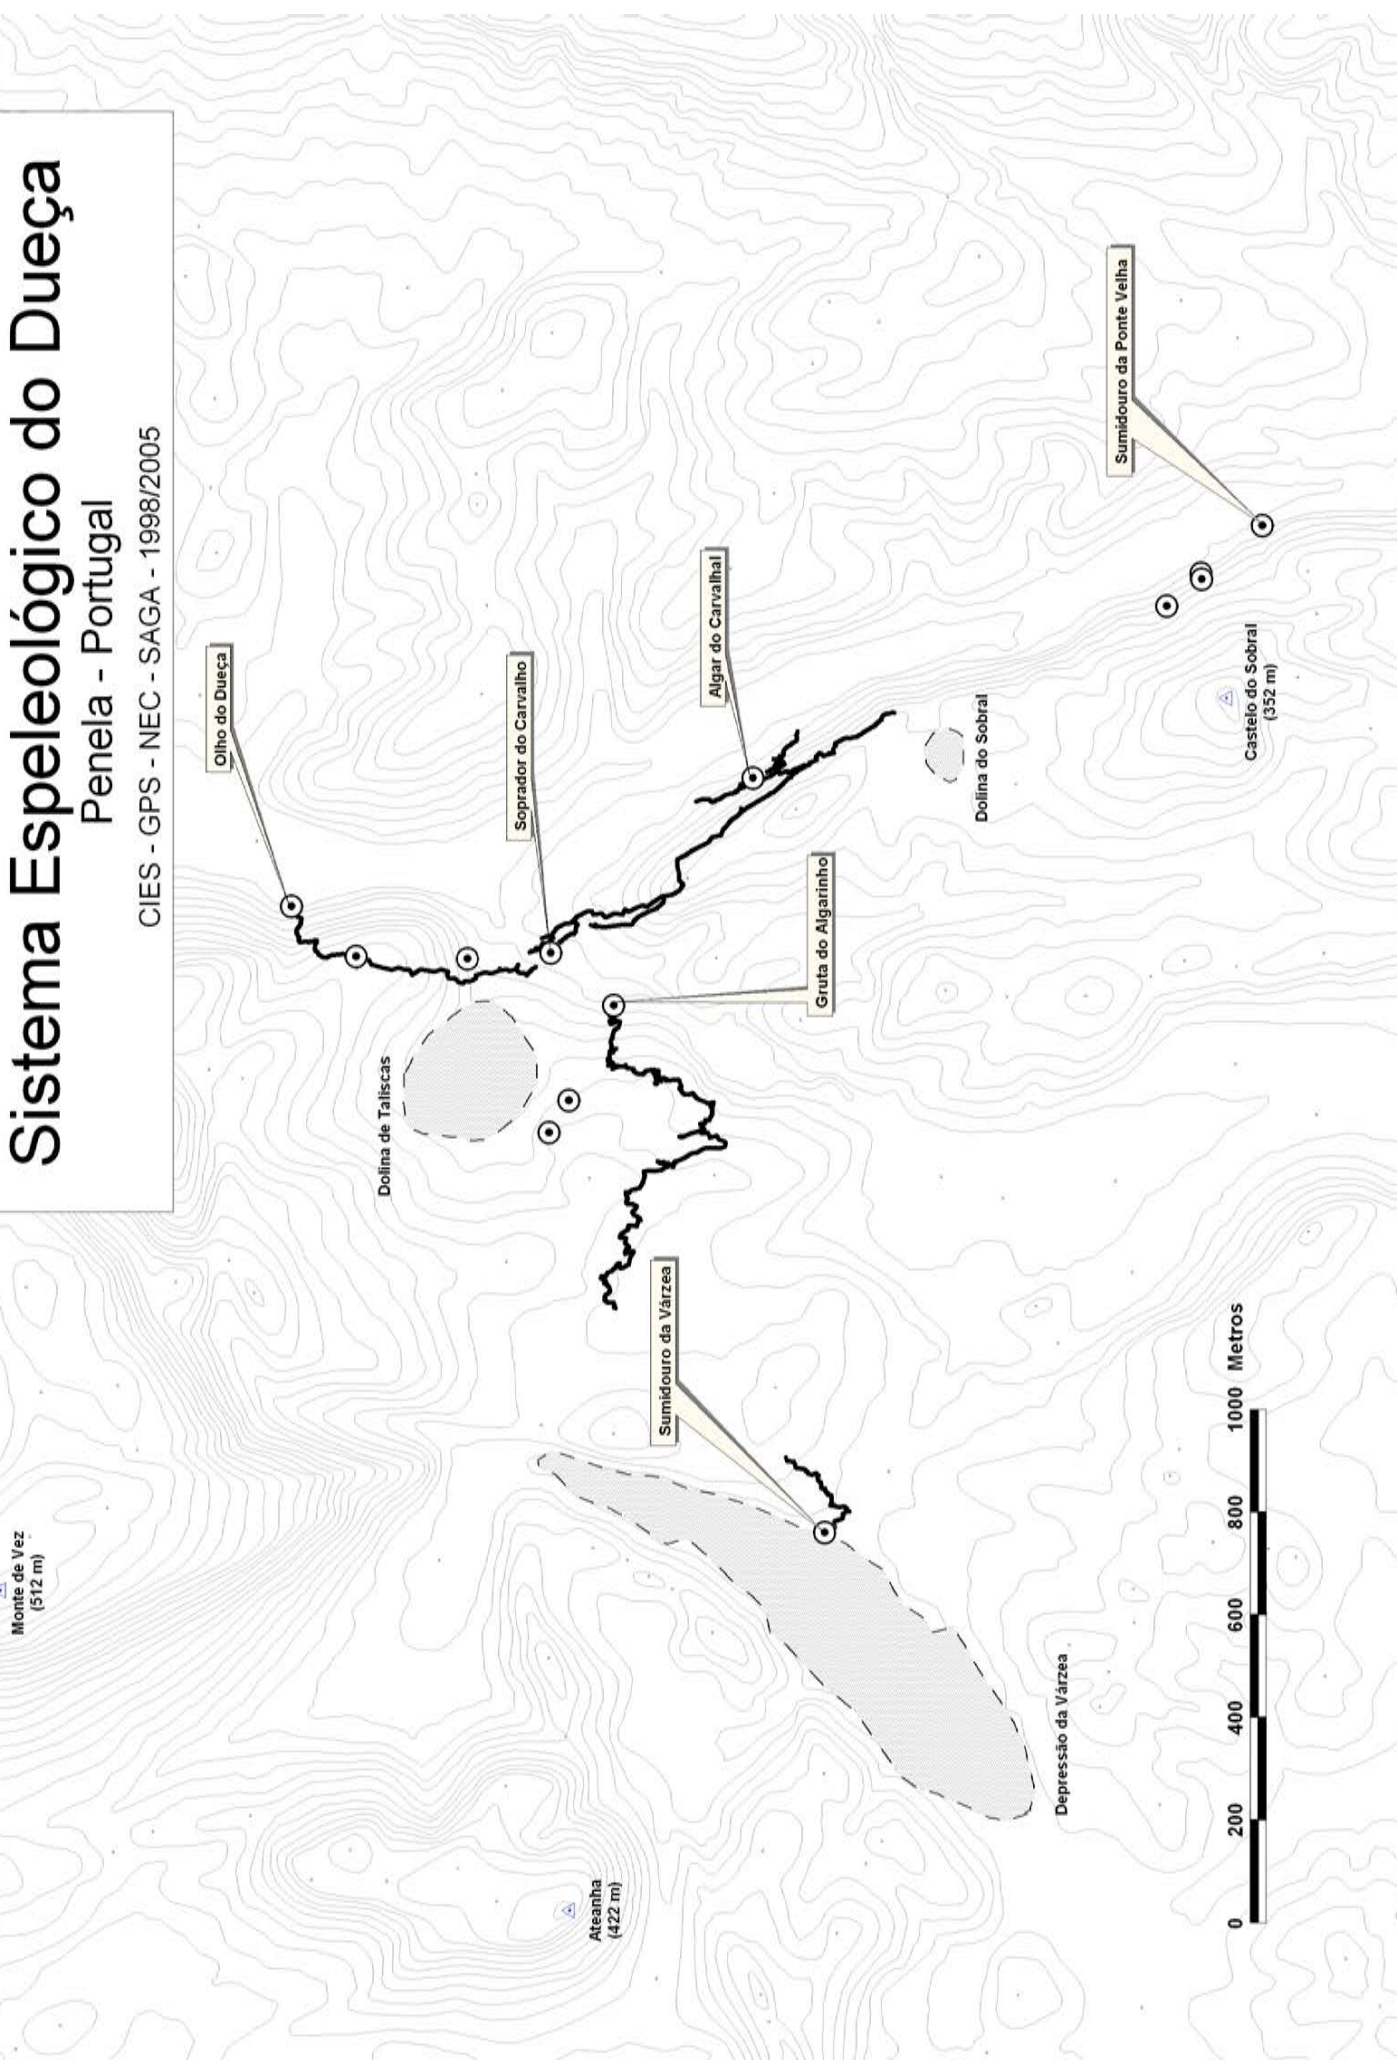 Sistema Espeleológico do Dueça
Penela - Portugal
CIES - GPS - NEC - SAGA - 1998/2005
Monte de Vez
(512 m)
Olho do Dueça
Dolina de Taliscas
Soprador do Carvalho
Ateanha
(422 m)
Sumidouro da Várzea
Algar do Carvalhal
Gruta do Algarinho
Dolina do Sobral
Depressão da Várzea
Sumidouro da Ponte Velha
Castelo do Sobral
(352 m)
0 200 400 600 800 1000 Metros